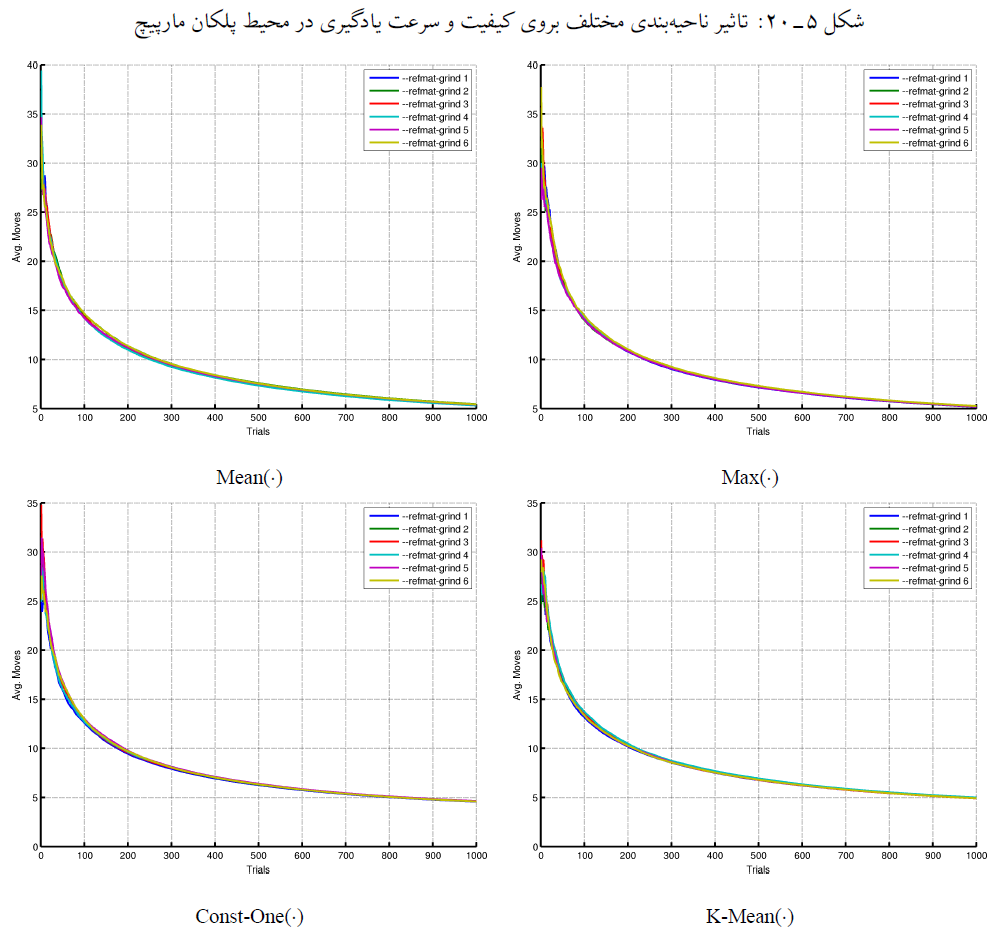 شکل ۵ـ۲۰: تاثیر ناحیه‌بندی مختلف بروی کیفیت و سرعت یادگیری در محیط پلکان مارپیچ
40
35
30
25
20
15
10
5
Avg. Moves
0 100 200 300 400 500 600 700 800 900 1000
Trials
--refmat-grind 1
--refmat-grind 2
--refmat-grind 3
--refmat-grind 4
--refmat-grind 5
--refmat-grind 6
Mean(·)
40
35
30
25
20
15
10
5
Avg. Moves
0 100 200 300 400 500 600 700 800 900 1000
Trials
--refmat-grind 1
--refmat-grind 2
--refmat-grind 3
--refmat-grind 4
--refmat-grind 5
--refmat-grind 6
Max(·)
35
30
25
20
15
10
5
0
Avg. Moves
0 100 200 300 400 500 600 700 800 900 1000
Trials
--refmat-grind 1
--refmat-grind 2
--refmat-grind 3
--refmat-grind 4
--refmat-grind 5
--refmat-grind 6
Const-One(·)
35
30
25
20
15
10
5
0
Avg. Moves
0 100 200 300 400 500 600 700 800 900 1000
Trials
--refmat-grind 1
--refmat-grind 2
--refmat-grind 3
--refmat-grind 4
--refmat-grind 5
--refmat-grind 6
K-Mean(·)